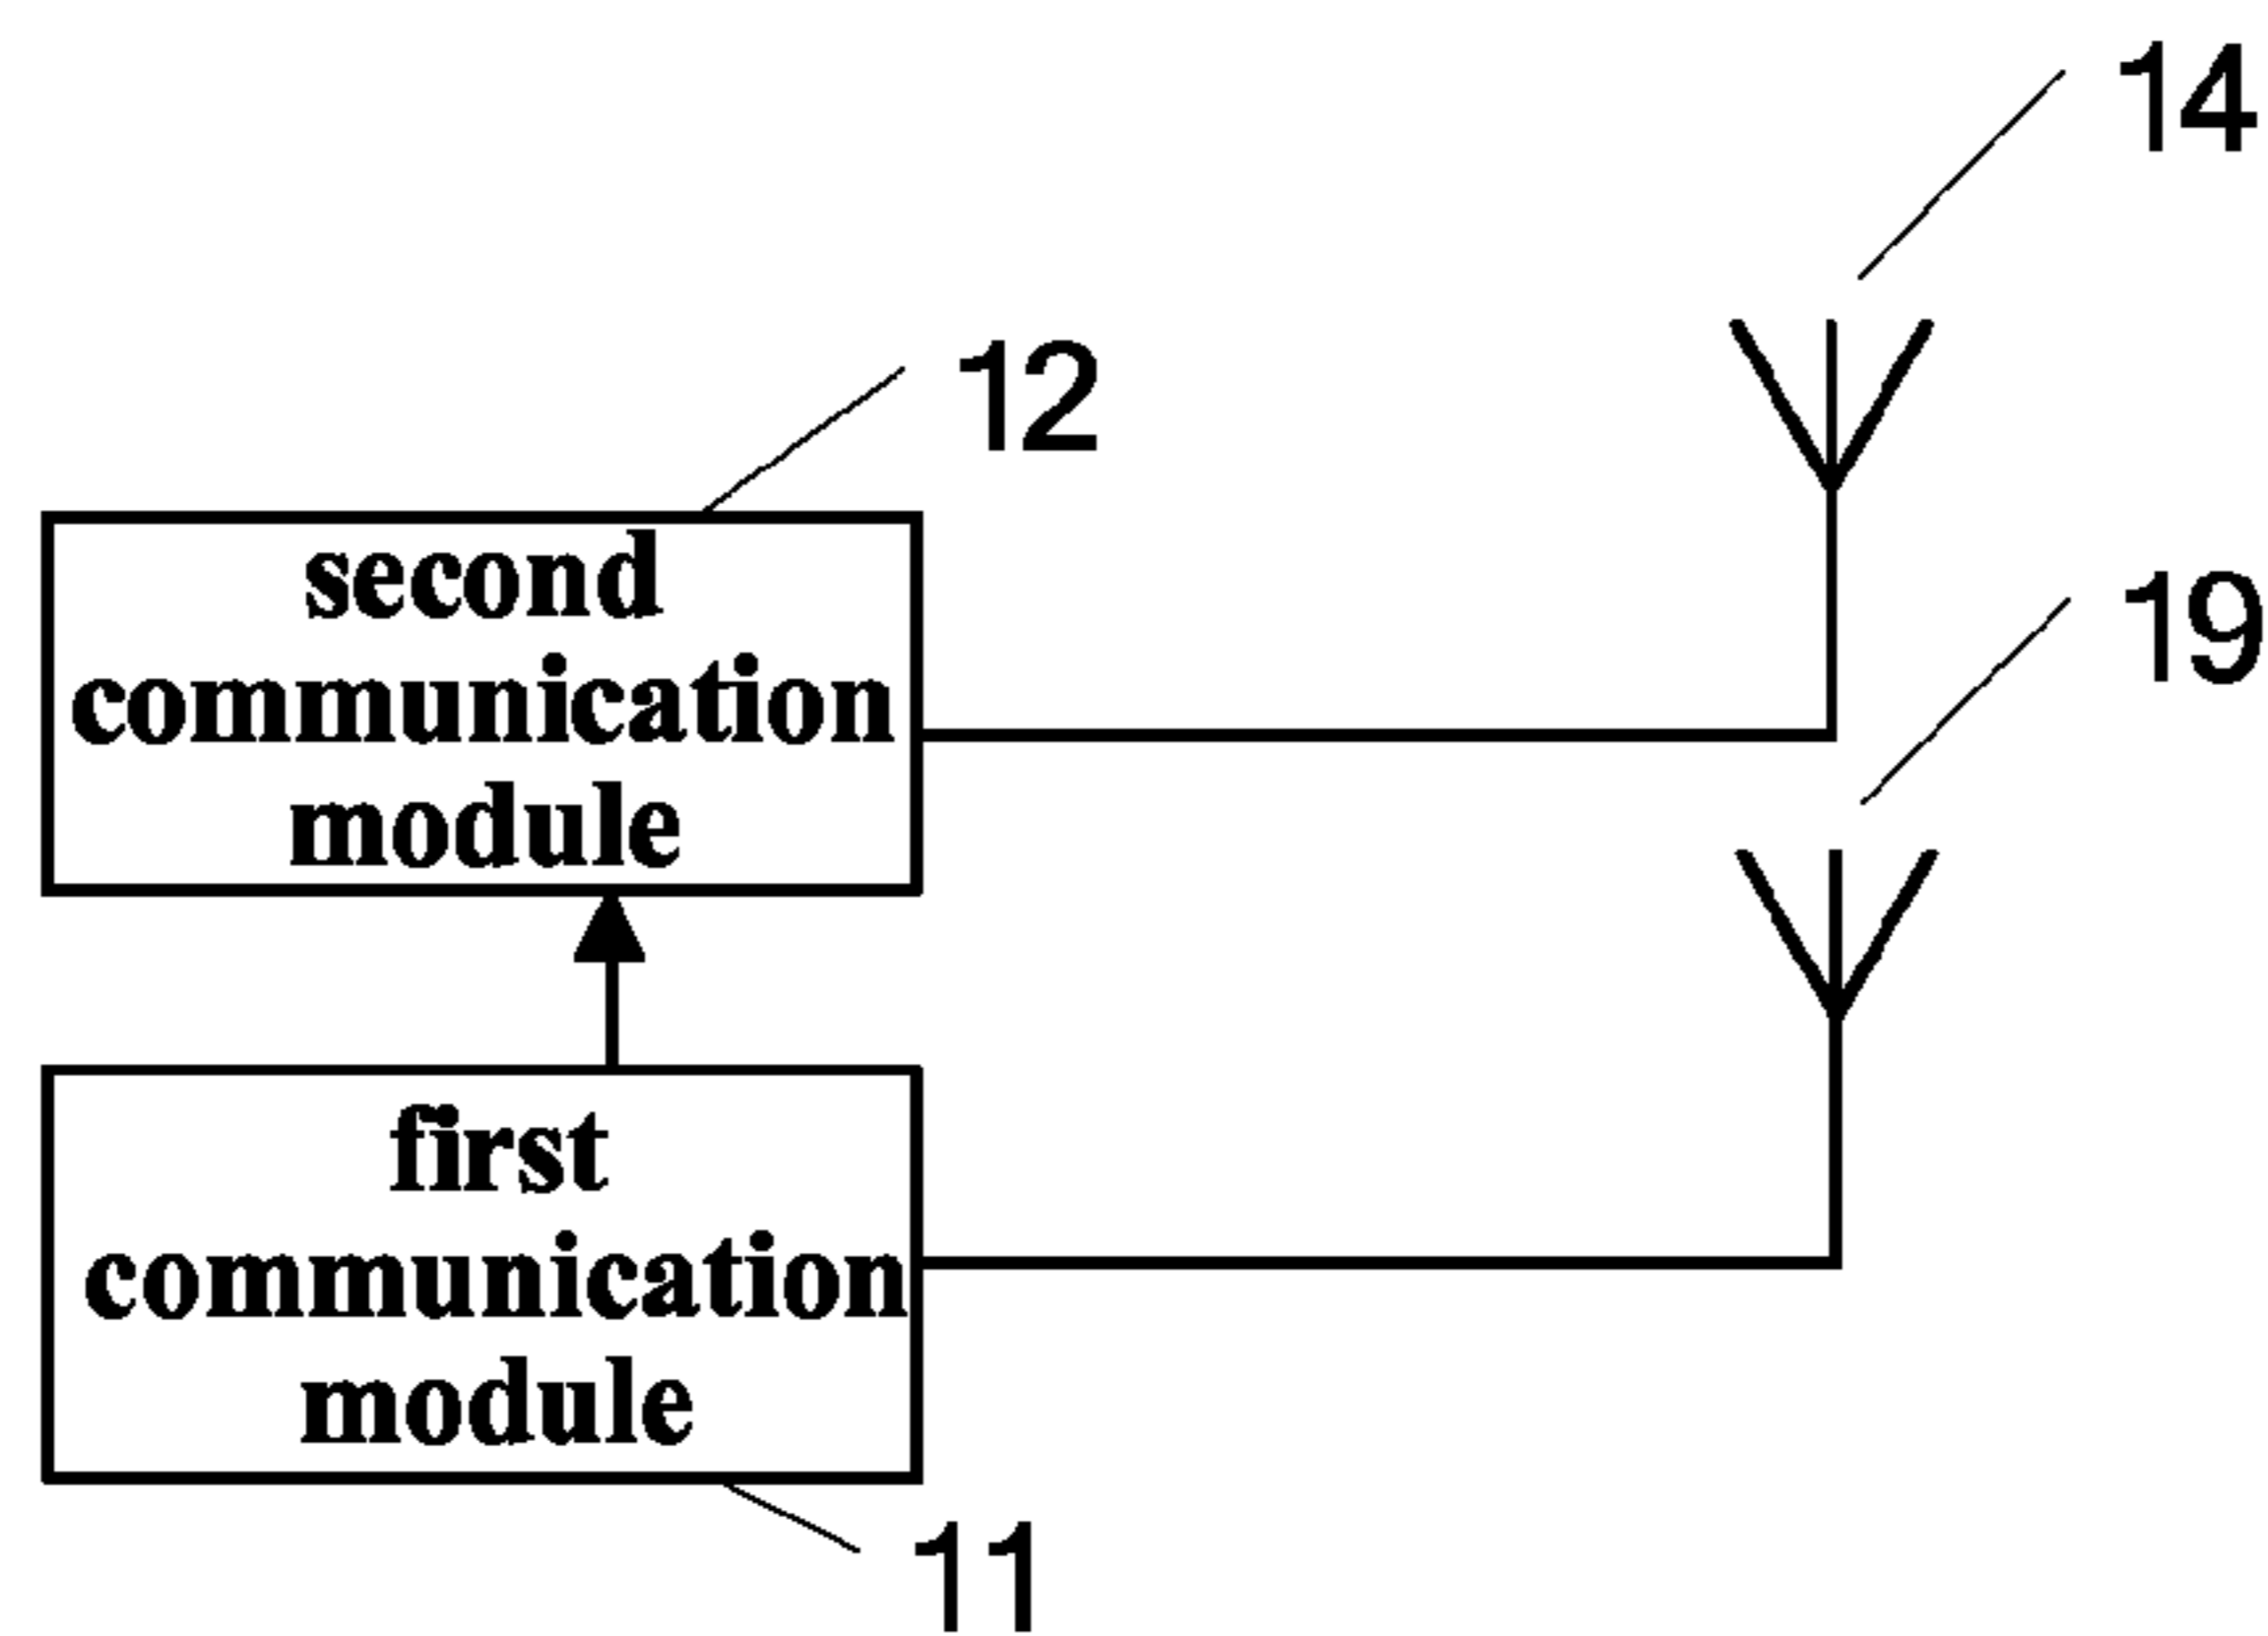 14
12
second
communication
module
19
first
communication
module
11